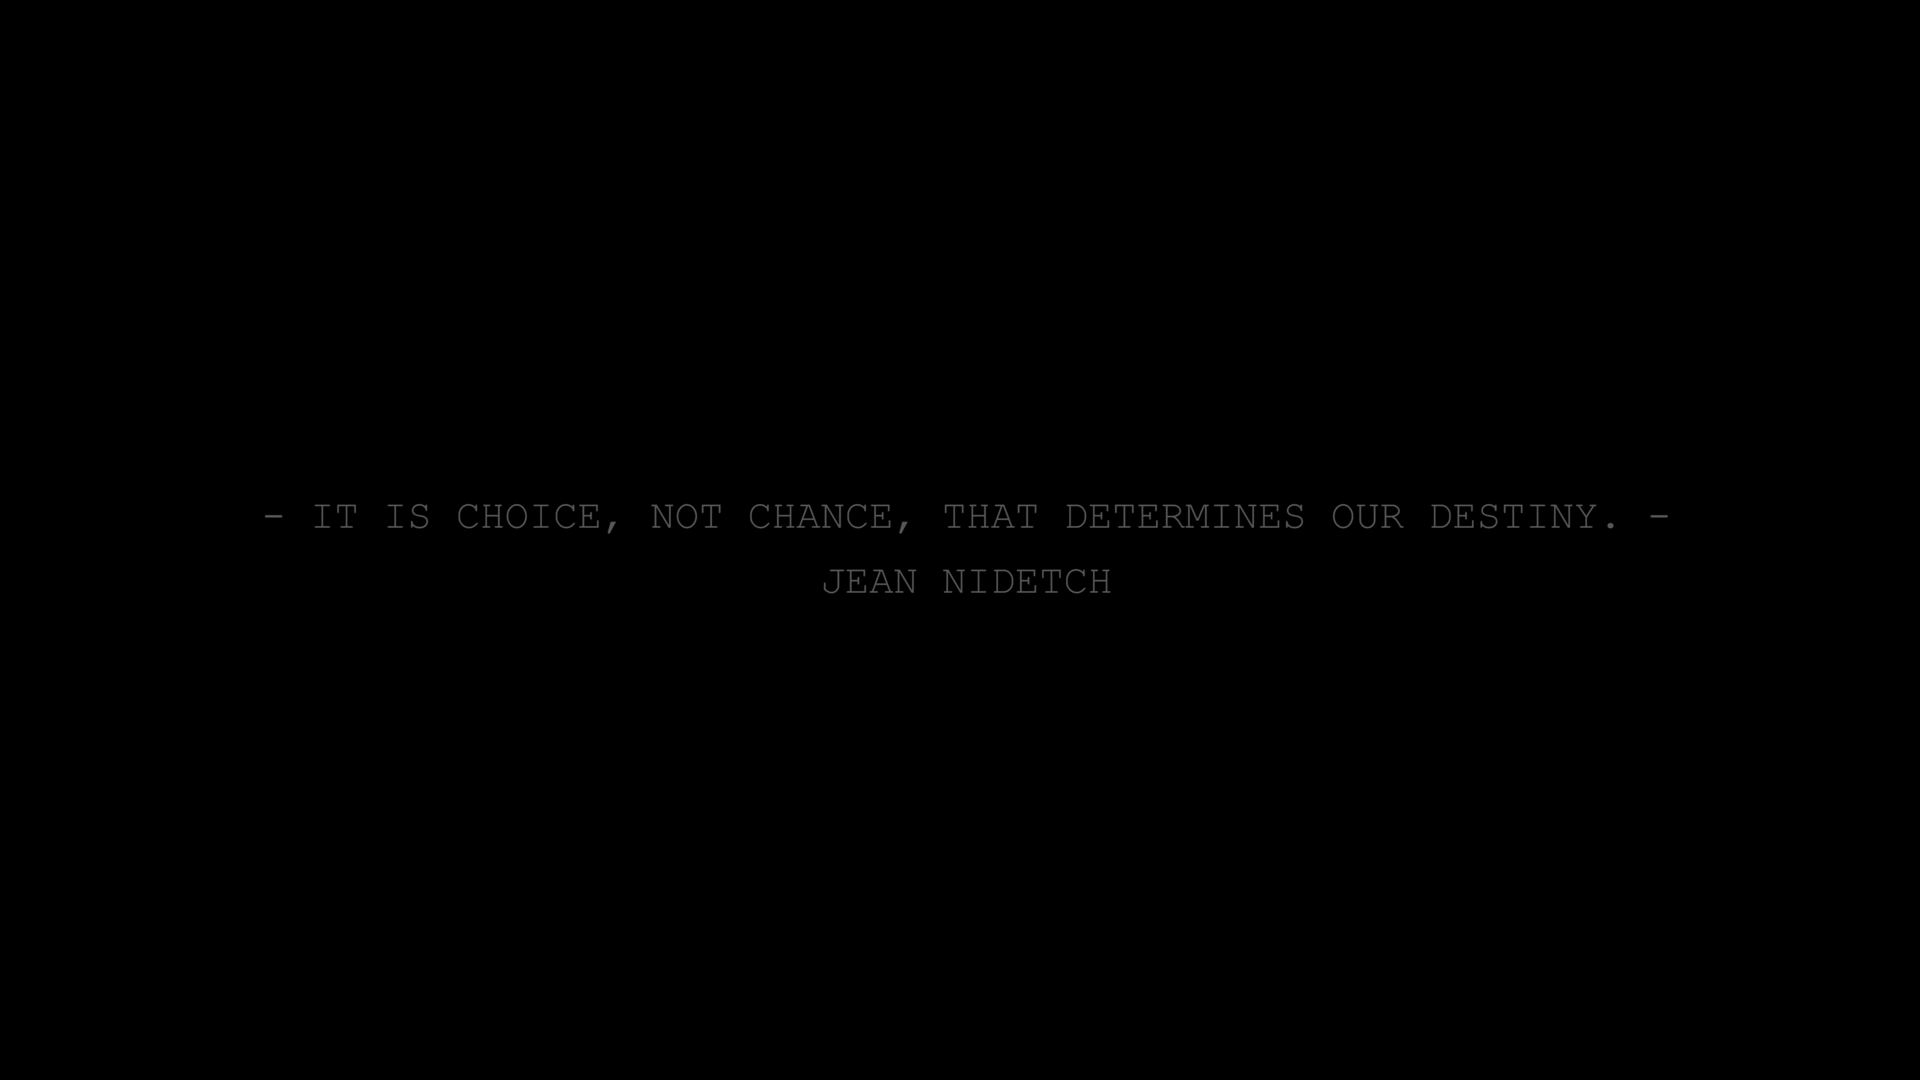 - IT IS CHOICE, NOT CHANCE, THAT DETERMINES OUR DESTINY. -
JEAN NIDETCH